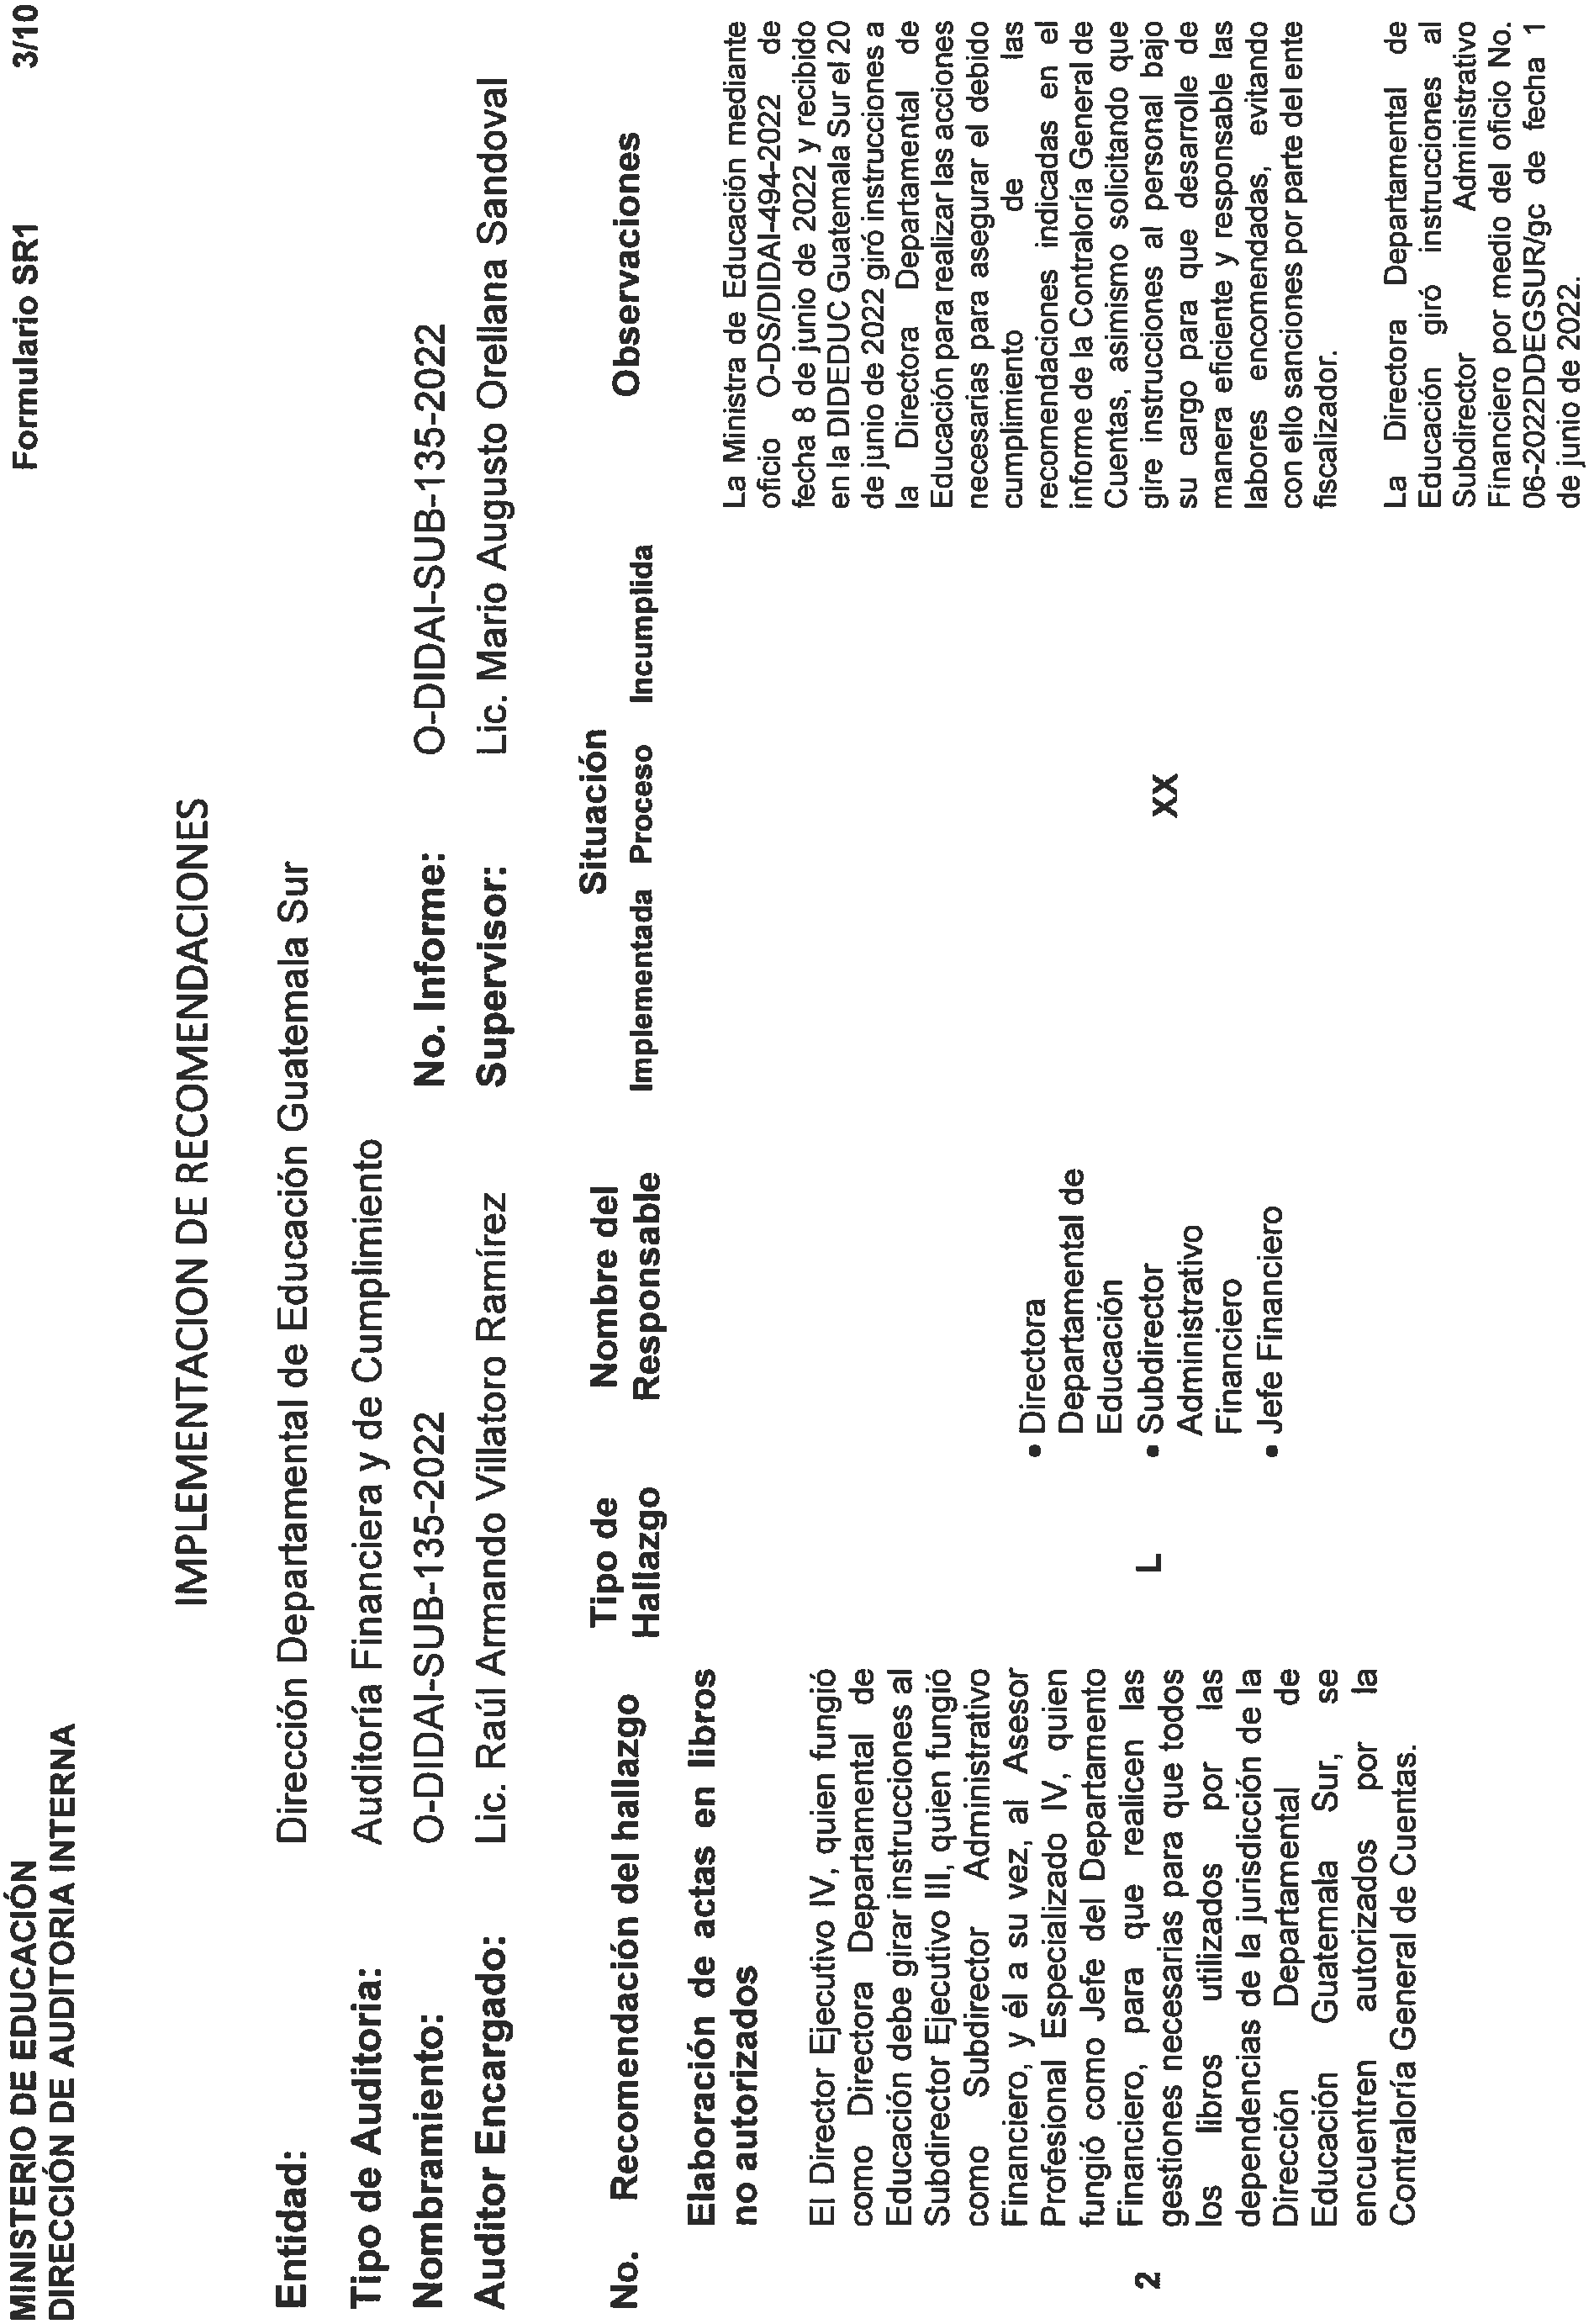 MINISTERIO DE EDUCACIÓN
DIRECCIÓN DE AUDITORIA INTERNA
Formulario SR1 3/10
IMPLEMENTACION DE RECOMENDACIONES
Entidad: Dirección Departamental de Educación Guatemala Sur
Tipo de Auditoria: Auditoría Financiera y de Cumplimiento
Nombramiento: O-DIDAI-SUB-135-2022 No. Informe: O-DIDAI-SUB-135-2022
Auditor Encargado: Lic. Raúl Armando Villatoro Ramírez Supervisor: Lic. Mario Augusto Orellana Sandoval
No. Recomendación del hallazgo
Tipo de
Hallazgo
Nombre del
Responsable
Situación
Implementada Proceso Incumplida
Observaciones
2
Elaboración de actas en libros
no autorizados
El Director Ejecutivo IV, quien fungió
como Directora Departamental de
Educación debe girar instrucciones al
Subdirector Ejecutivo III, quien fungió
como Subdirector Administrativo
Financiero, y él a su vez, al Asesor
Profesional Especializado IV, quien
fungió como Jefe del Departamento
Financiero, para que realicen las
gestiones necesarias para que todos
los libros utilizados por las
dependencias de la jurisdicción de la
Dirección Departamental de
Educación Guatemala Sur, se
encuentren autorizados por la
Contraloría General de Cuentas.
L
• Directora
Departamental de
Educación
• Subdirector
Administrativo
Financiero
• Jefe Financiero
XX
La Ministra de Educación mediante
oficio O-DS/DIDAI-494-2022 de
fecha 8 de junio de 2022 y recibido
en la DIDEDUC Guatemala Sur el 20
de junio de 2022 giró instrucciones a
la Directora Departamental de
Educación para realizar las acciones
necesarias para asegurar el debido
cumplimiento de las
recomendaciones indicadas en el
informe de la Contraloría General de
Cuentas, asimismo solicitando que
gire instrucciones al personal bajo
su cargo para que desarrolle de
manera eficiente y responsable las
labores encomendadas, evitando
con ello sanciones por parte del ente
fiscalizador.
La Directora Departamental de
Educación giró instrucciones al
Subdirector Administrativo
Financiero por medio del oficio No.
06-2022DDEGSUR/gc de fecha 1
de junio de 2022.